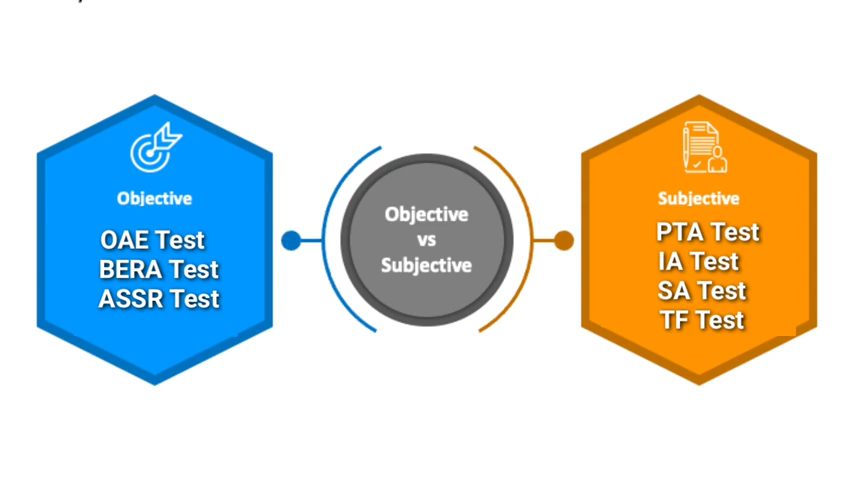 Objective
OAE Test
BERA Test
ASSR Test
Objective
vs
Subjective
Subjective
PTA Test
IA Test
SA Test
TF Test